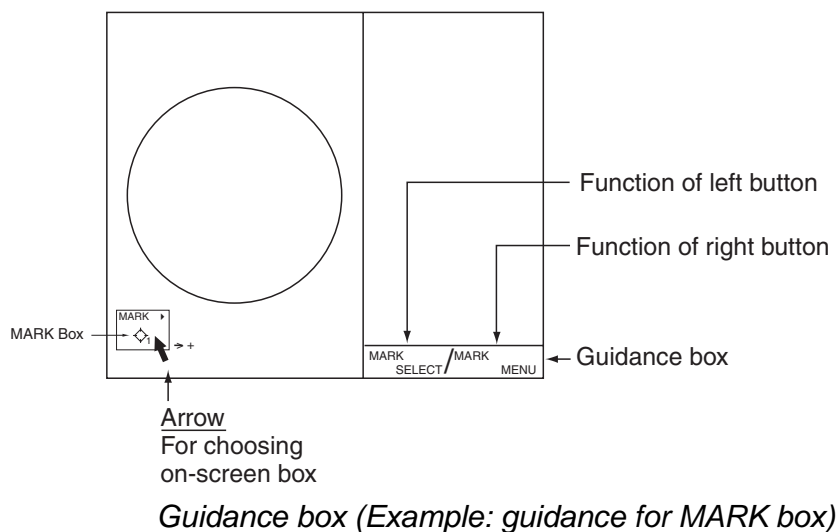 Function of left button
Function of right button
MARK
1
MARK Box
+
MARK
SELECT / MARK
MENU
Guidance box
Arrow
For choosing
on-screen box
Guidance box (Example: guidance for MARK box)